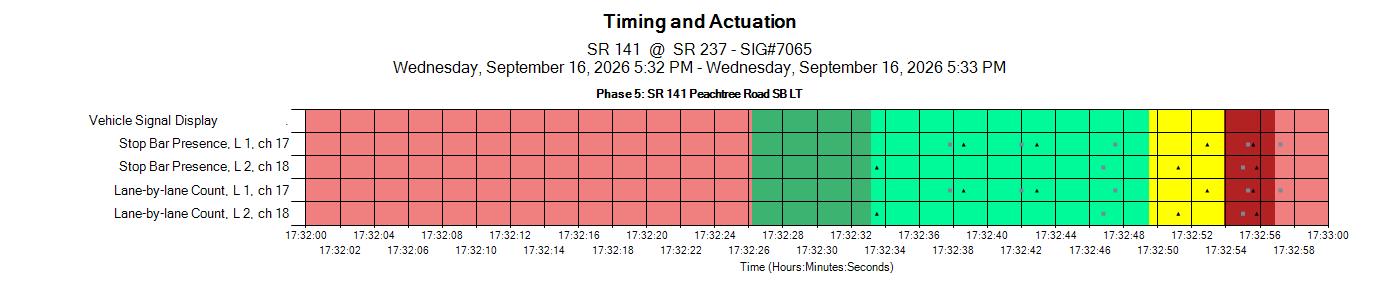 Timing and Actuation
SR 141 @ SR 237 - SIG#7065
Wednesday, September 16, 2026 5:32 PM - Wednesday, September 16, 2026 5:33 PM
Phase 5: SR 141 Peachtree Road SB LT
Vehicle Signal Display .
Stop Bar Presence, L 1, ch 17
Stop Bar Presence, L 2, ch 18
Lane-by-lane Count, L 1, ch 17
Lane-by-lane Count, L 2, ch 18
17:32:00 17:32:04 17:32:08 17:32:12 17:32:16 17:32:20 17:32:24 17:32:28 17:32:32 17:32:36 17:32:40 17:32:44 17:32:48 17:32:52 17:32:56 17:33:00
17:32:02 17:32:06 17:32:10 17:32:14 17:32:18 17:32:22 17:32:26 17:32:30 17:32:34 17:32:38 17:32:42 17:32:46 17:32:50 17:32:54 17:32:58
Time (Hours:Minutes:Seconds)